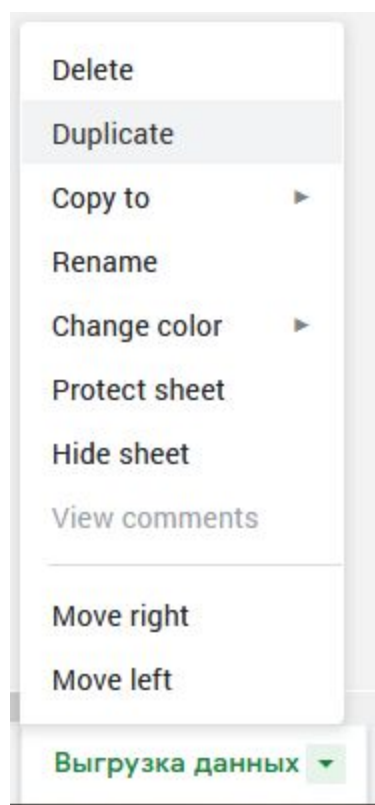 Delete
Duplicate
Copy to
Rename
Change color
Protect sheet
Hide sheet
View comments
Move right
Move left
Выгрузка данных